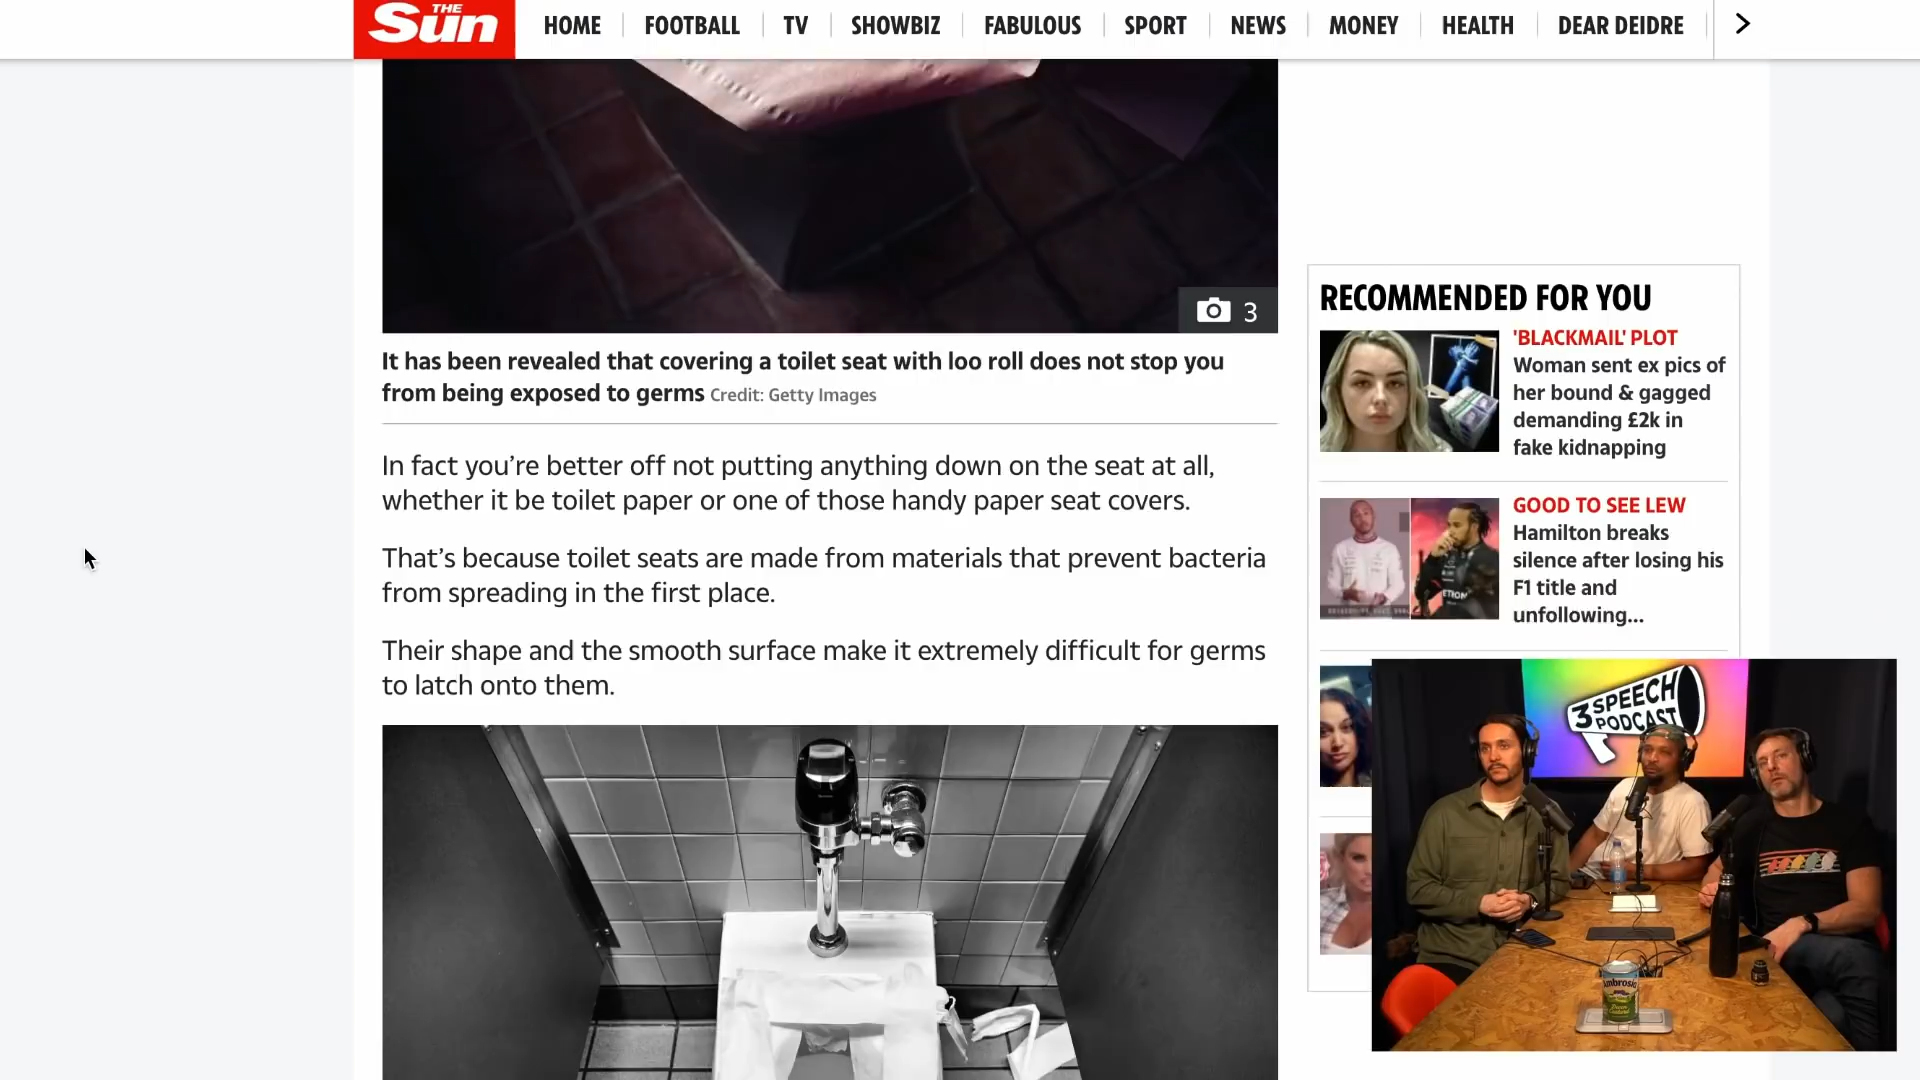 THE
Sun
HOME
FOOTBALL
TV
SHOWBIZ
FABULOUS
SPORT
NEWS
MONEY
HEALTH
DEAR DEIDRE
3
It has been revealed that covering a toilet seat with loo roll does not stop you
from being exposed to germs Credit: Getty Images
In fact you’re better off not putting anything down on the seat at all,
whether it be toilet paper or one of those handy paper seat covers.
That’s because toilet seats are made from materials that prevent bacteria
from spreading in the first place.
Their shape and the smooth surface make it extremely difficult for germs
to latch onto them.
RECOMMENDED FOR YOU
'BLACKMAIL' PLOT
Woman sent ex pics of
her bound & gagged
demanding £2k in
fake kidnapping
GOOD TO SEE LEW
Hamilton breaks
silence after losing his
F1 title and
unfollowing...
3 SPEECH
PODCAST
Ambrosia